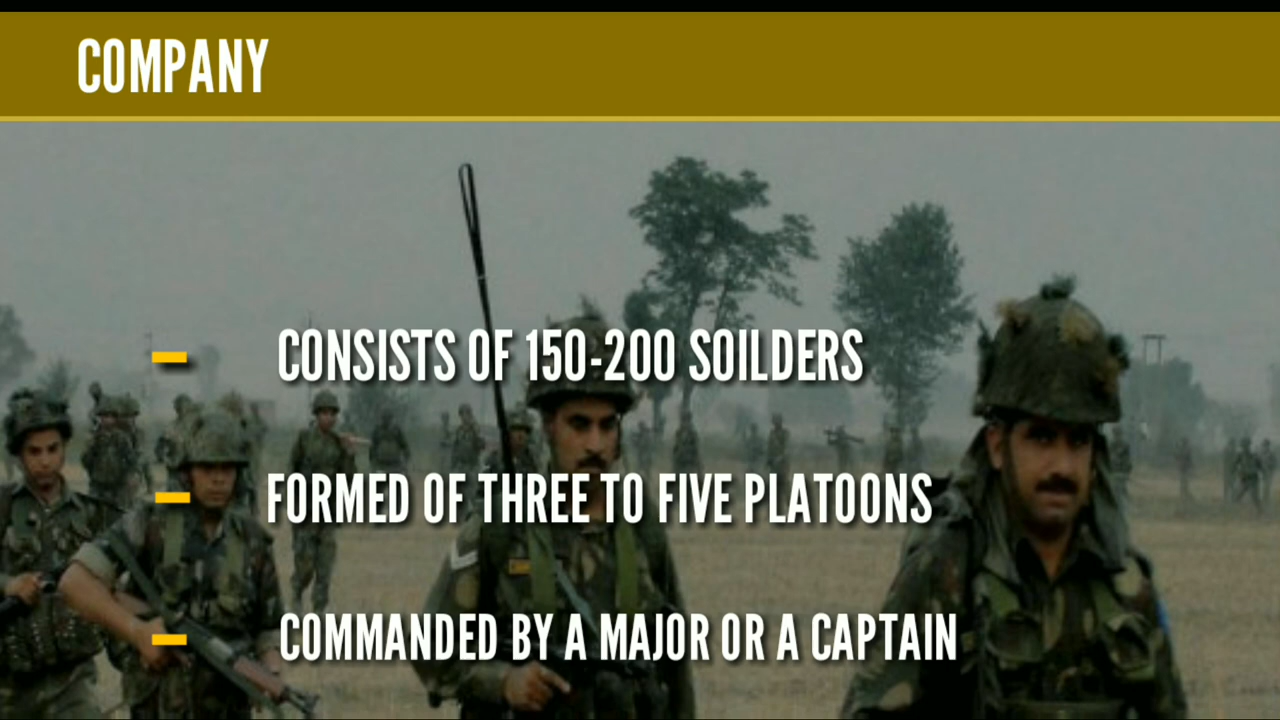 COMPANY
- CONSISTS OF 150-200 SOILDERS
- FORMED OF THREE TO FIVE PLATOONS
- COMMANDED BY A MAJOR OR A CAPTAIN